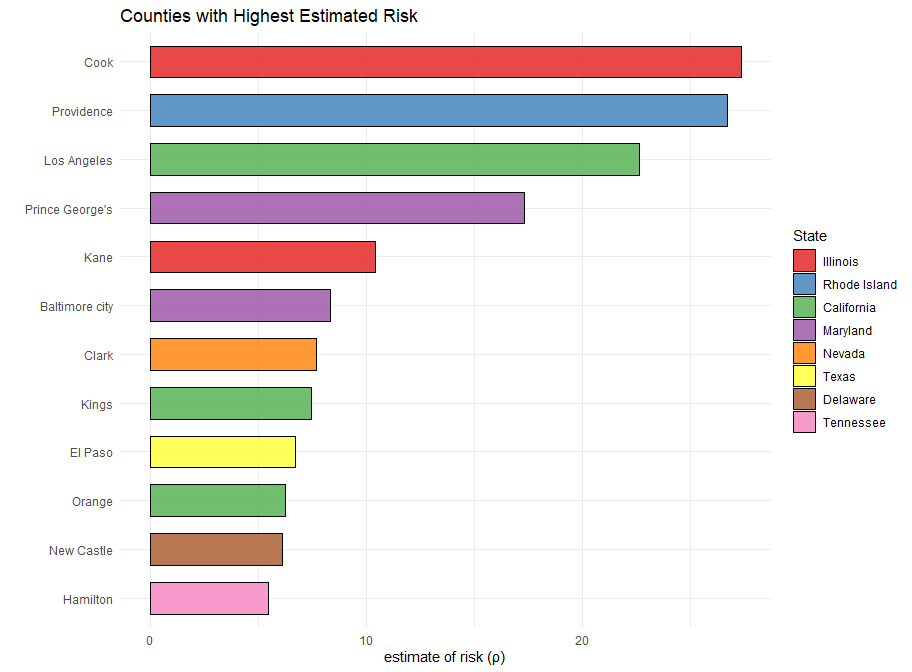 Counties with Highest Estimated Risk
Cook
Providence
Los Angeles
Prince George's
Kane
Baltimore city
Clark
Kings
El Paso
Orange
New Castle
Hamilton
0 10 20
estimate of risk (ρ)
State
Illinois
Rhode Island
California
Maryland
Nevada
Texas
Delaware
Tennessee